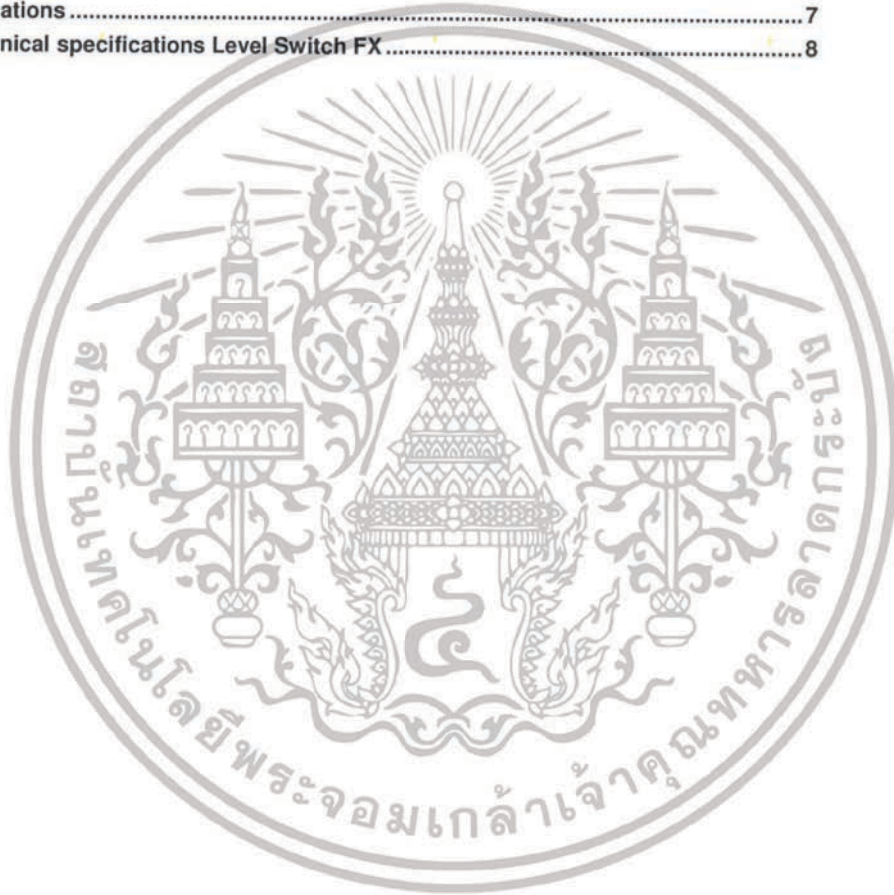 ations ........ 7
nical specifications Level Switch FX ........ 8
สถาบันเทคโนโลยีพระจอมเกล้าเจ้าคุณทหารลาดกระบัง
๔